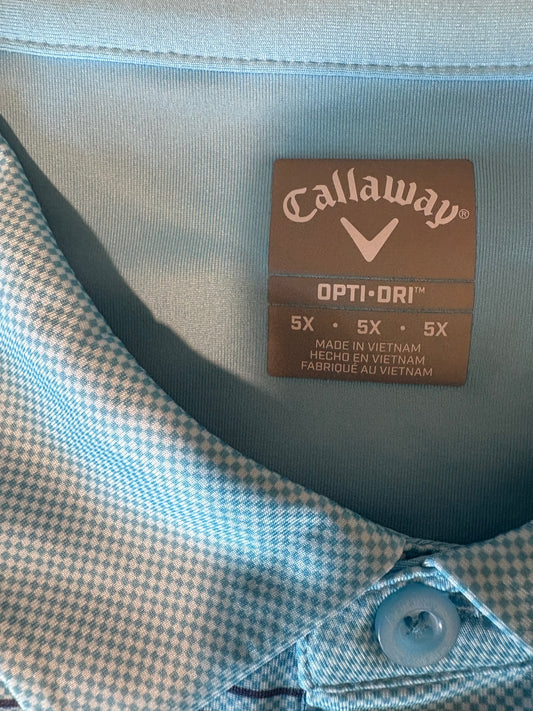 Callaway®
OPTI•DRI™
5X • 5X • 5X
MADE IN VIETNAM
HECHO EN VIETNAM
FABRIQUÉ AU VIETNAM